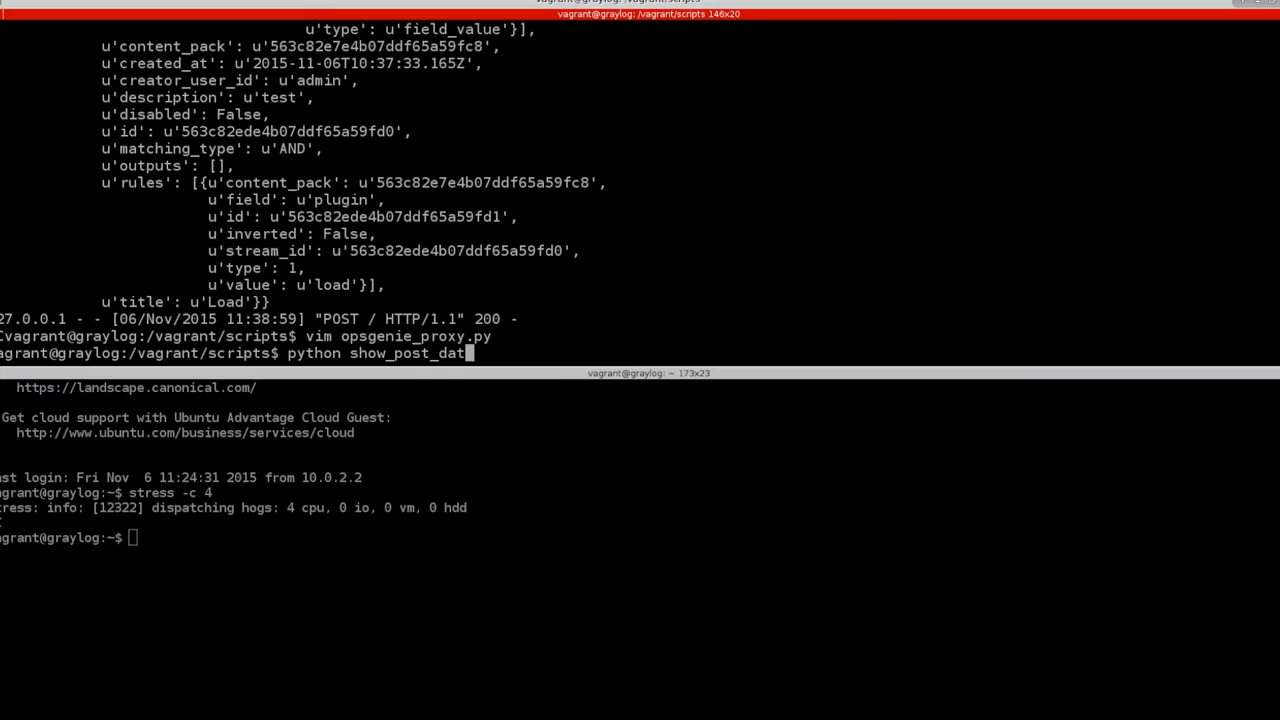 vagrant@graylog: /vagrant/scripts
vagrant@graylog: /vagrant/scripts 146x20
u'type': u'field_value'}],
u'content_pack': u'563c82e7e4b07ddf65a59fc8',
u'created_at': u'2015-11-06T10:37:33.165Z',
u'creator_user_id': u'admin',
u'description': u'test',
u'disabled': False,
u'id': u'563c82ede4b07ddf65a59fd0',
u'matching_type': u'AND',
u'outputs': [],
u'rules': [{u'content_pack': u'563c82e7e4b07ddf65a59fc8',
u'field': u'plugin',
u'id': u'563c82ede4b07ddf65a59fd1',
u'inverted': False,
u'stream_id': u'563c82ede4b07ddf65a59fd0',
u'type': 1,
u'value': u'load'}],
u'title': u'Load'}}
27.0.0.1 - - [06/Nov/2015 11:38:59] "POST / HTTP/1.1" 200 -
Cvagrant@graylog:/vagrant/scripts$ vim opsgenie_proxy.py
agrant@graylog:/vagrant/scripts$ python show_post_dat
vagrant@graylog: ~ 173x23
https://landscape.canonical.com/
Get cloud support with Ubuntu Advantage Cloud Guest:
http://www.ubuntu.com/business/services/cloud
ast login: Fri Nov  6 11:24:31 2015 from 10.0.2.2
agrant@graylog:~$ stress -c 4
tress: info: [12322] dispatching hogs: 4 cpu, 0 io, 0 vm, 0 hdd
C
agrant@graylog:~$